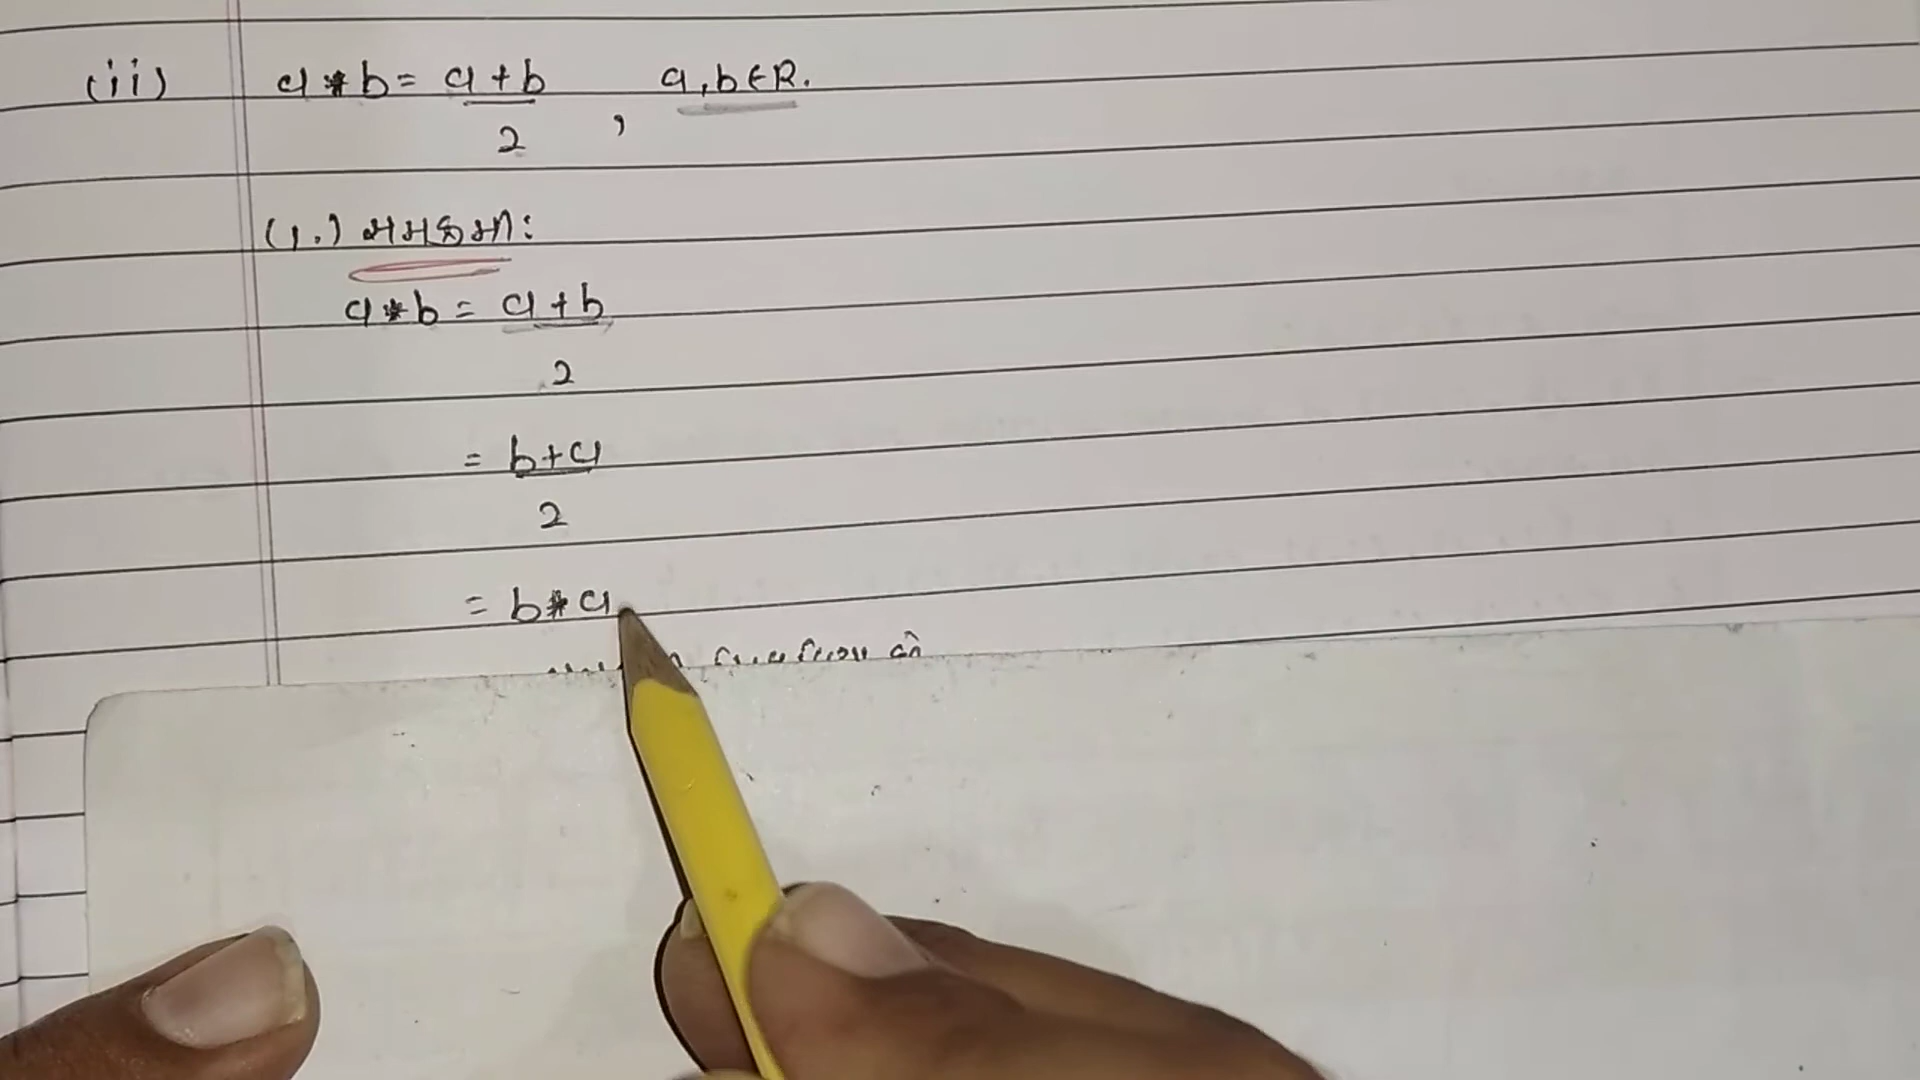 (ii) a * b = a + b / 2 , a, b ∈ R.
(1.) સમક્રમી:
a * b = a + b / 2
= b + a / 2
= b * a